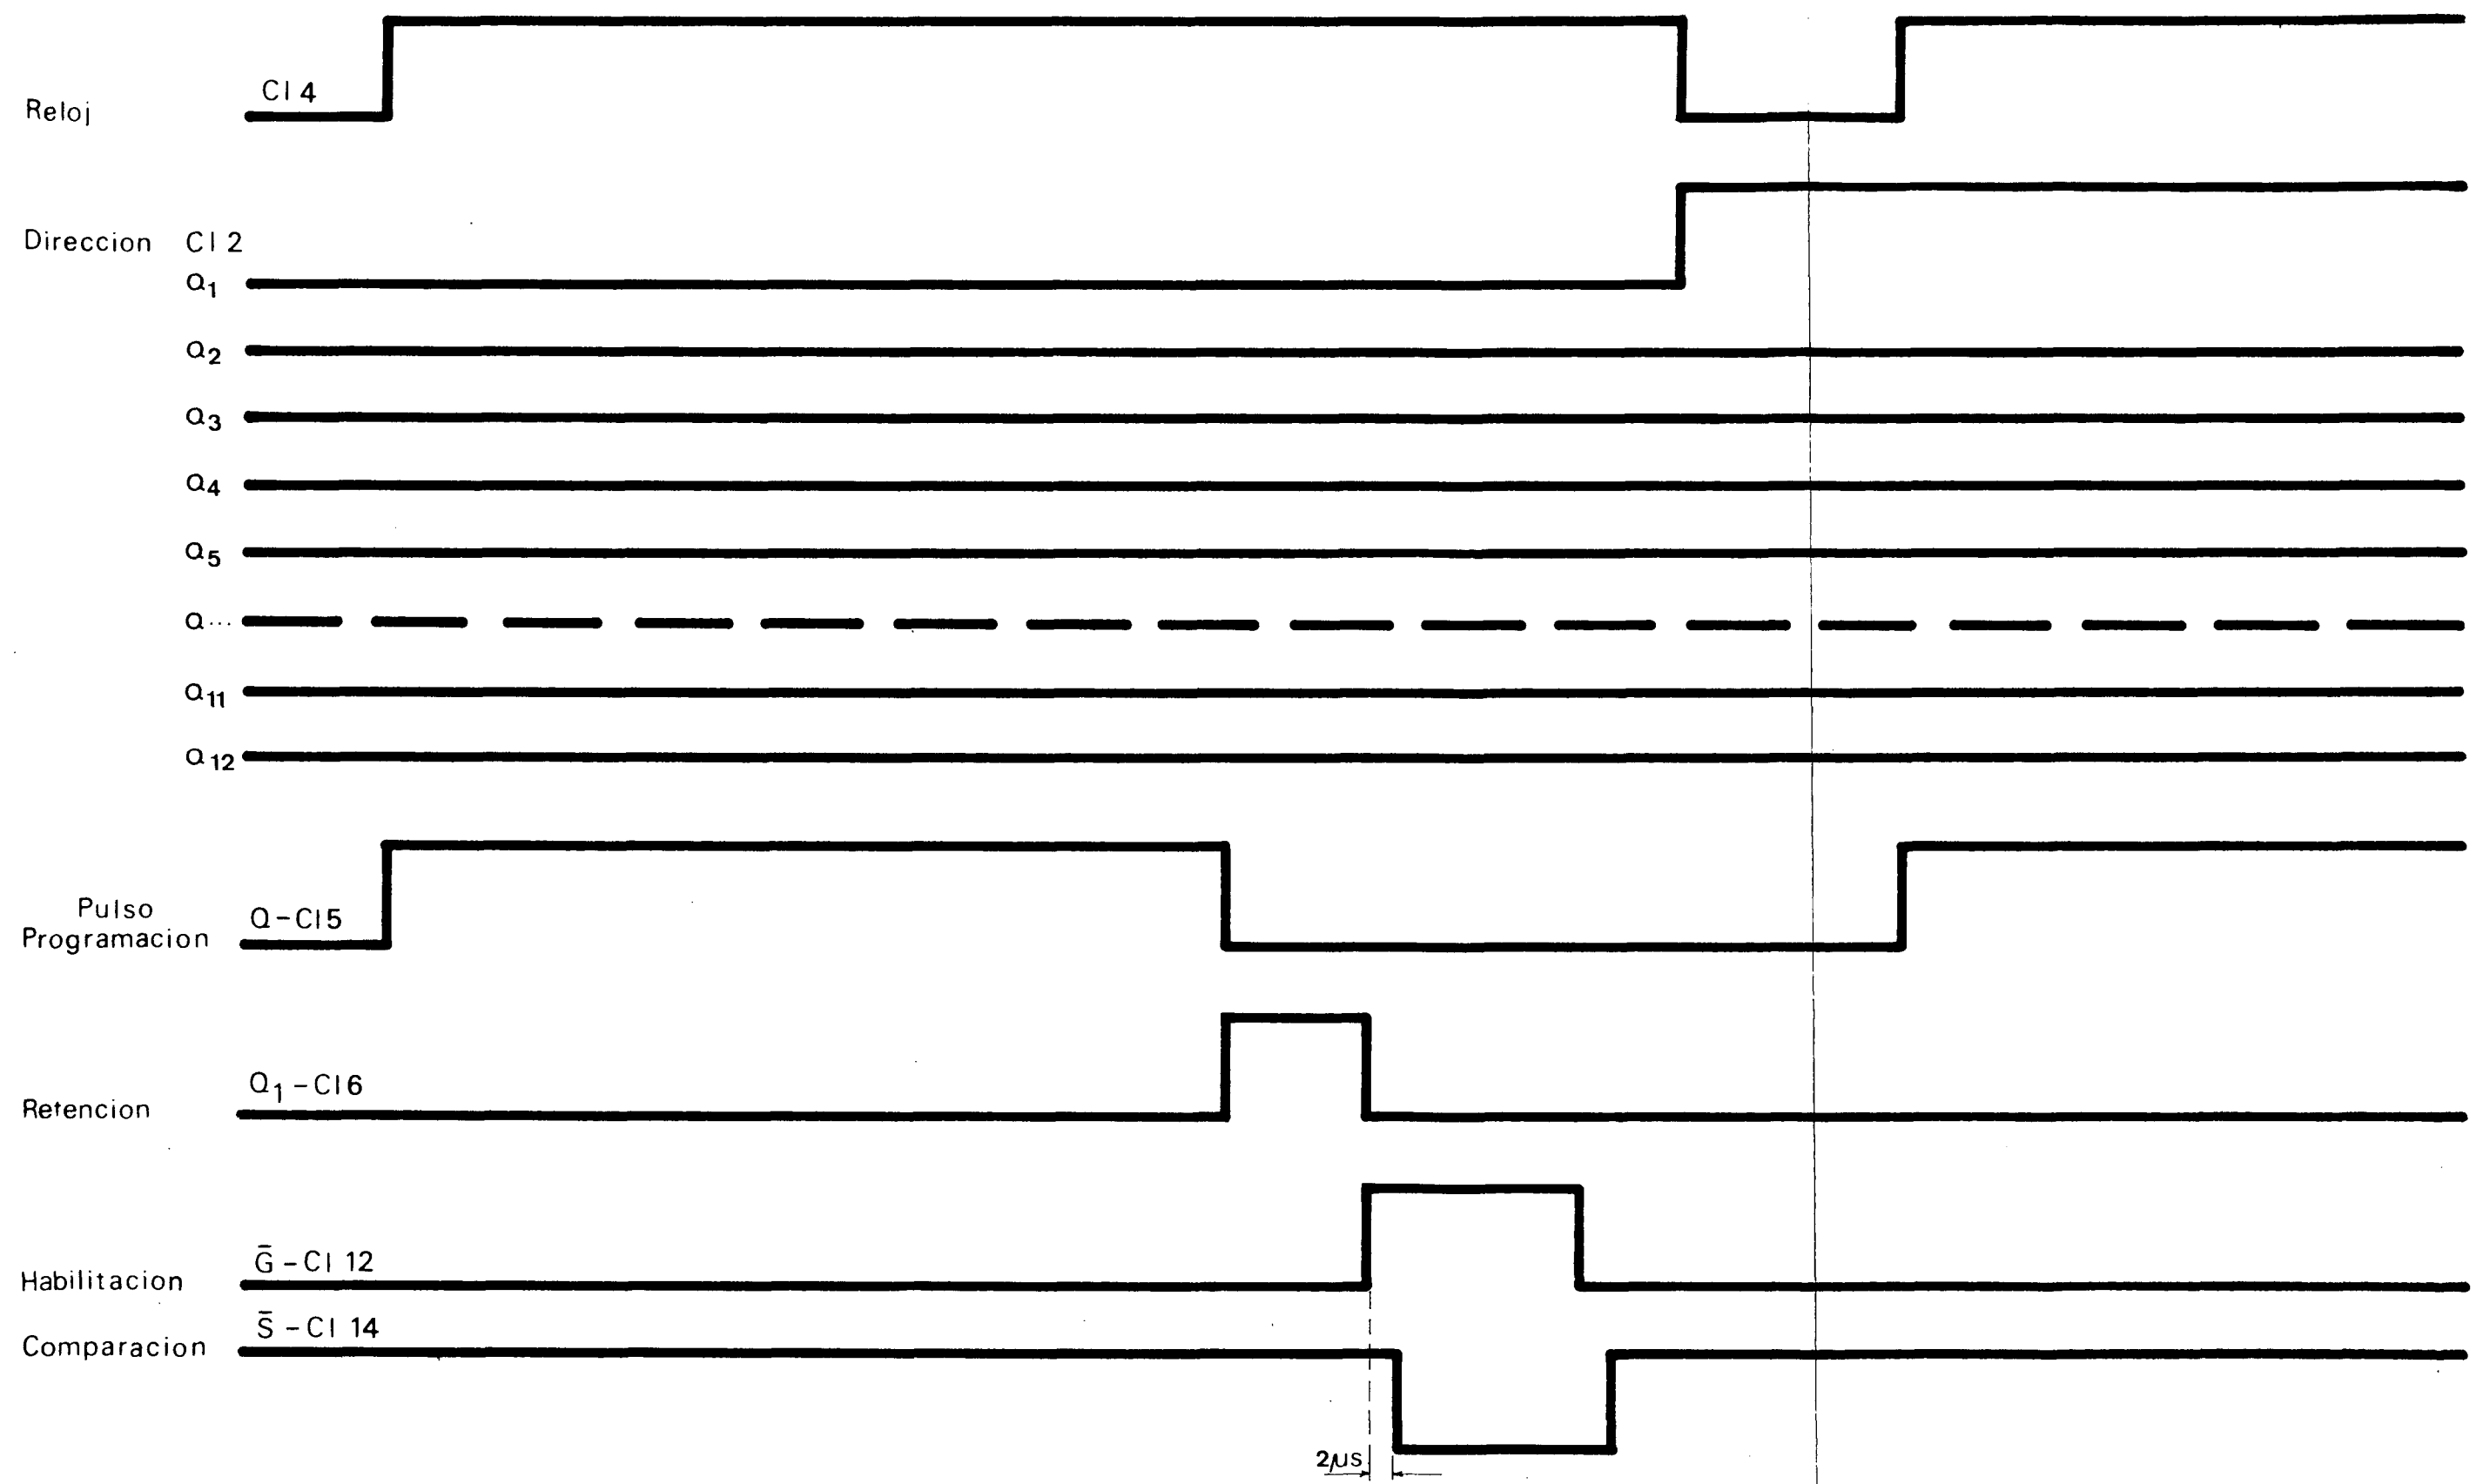 CI 4
Reloj
Direccion CI 2
Q1
Q2
Q3
Q4
Q5
Q...
Q11
Q12
Pulso
Programacion
Q-CI5
Q1-CI6
Retencion
G̅-CI 12
Habilitacion
S̅-CI 14
Comparacion
2µs